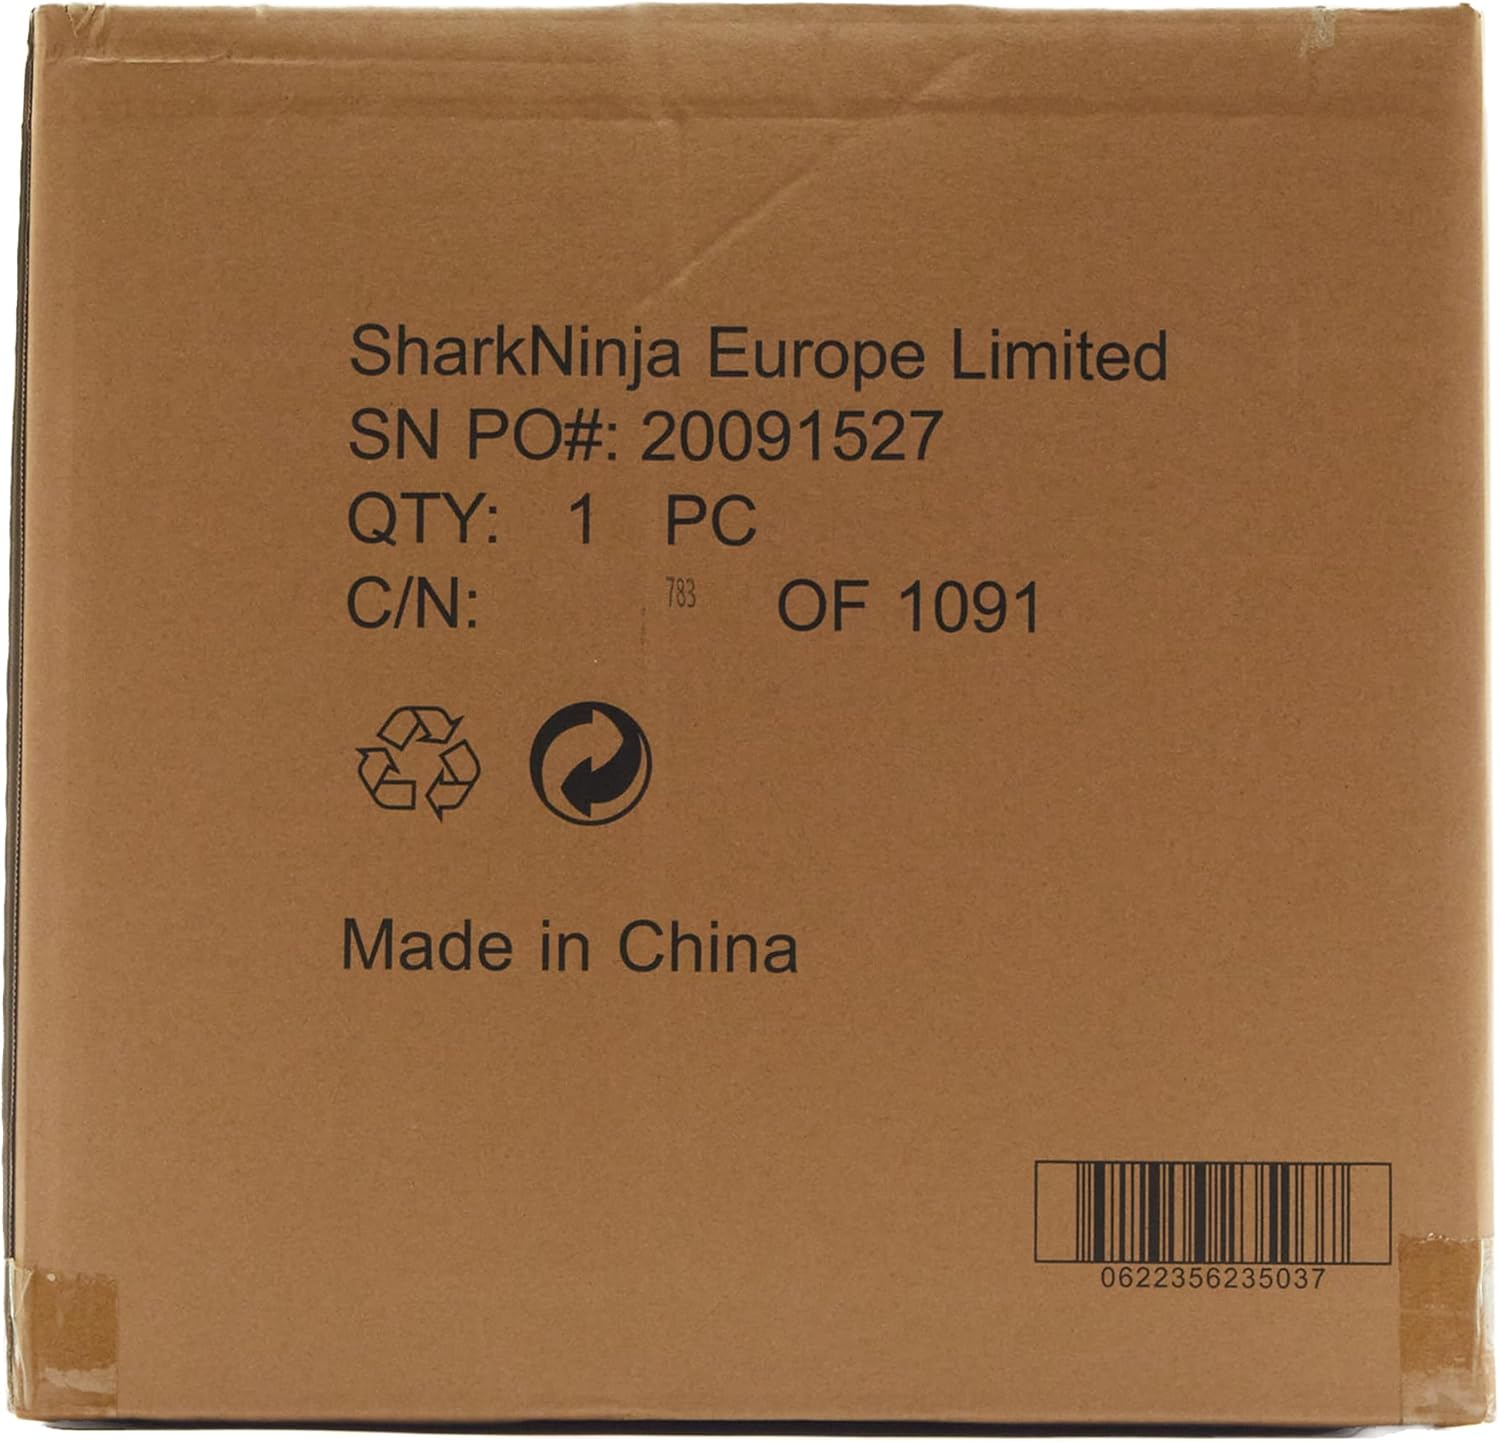 SharkNinja Europe Limited
SN PO#: 20091527
QTY: 1 PC
C/N: 783 OF 1091
Made in China
0622356235037